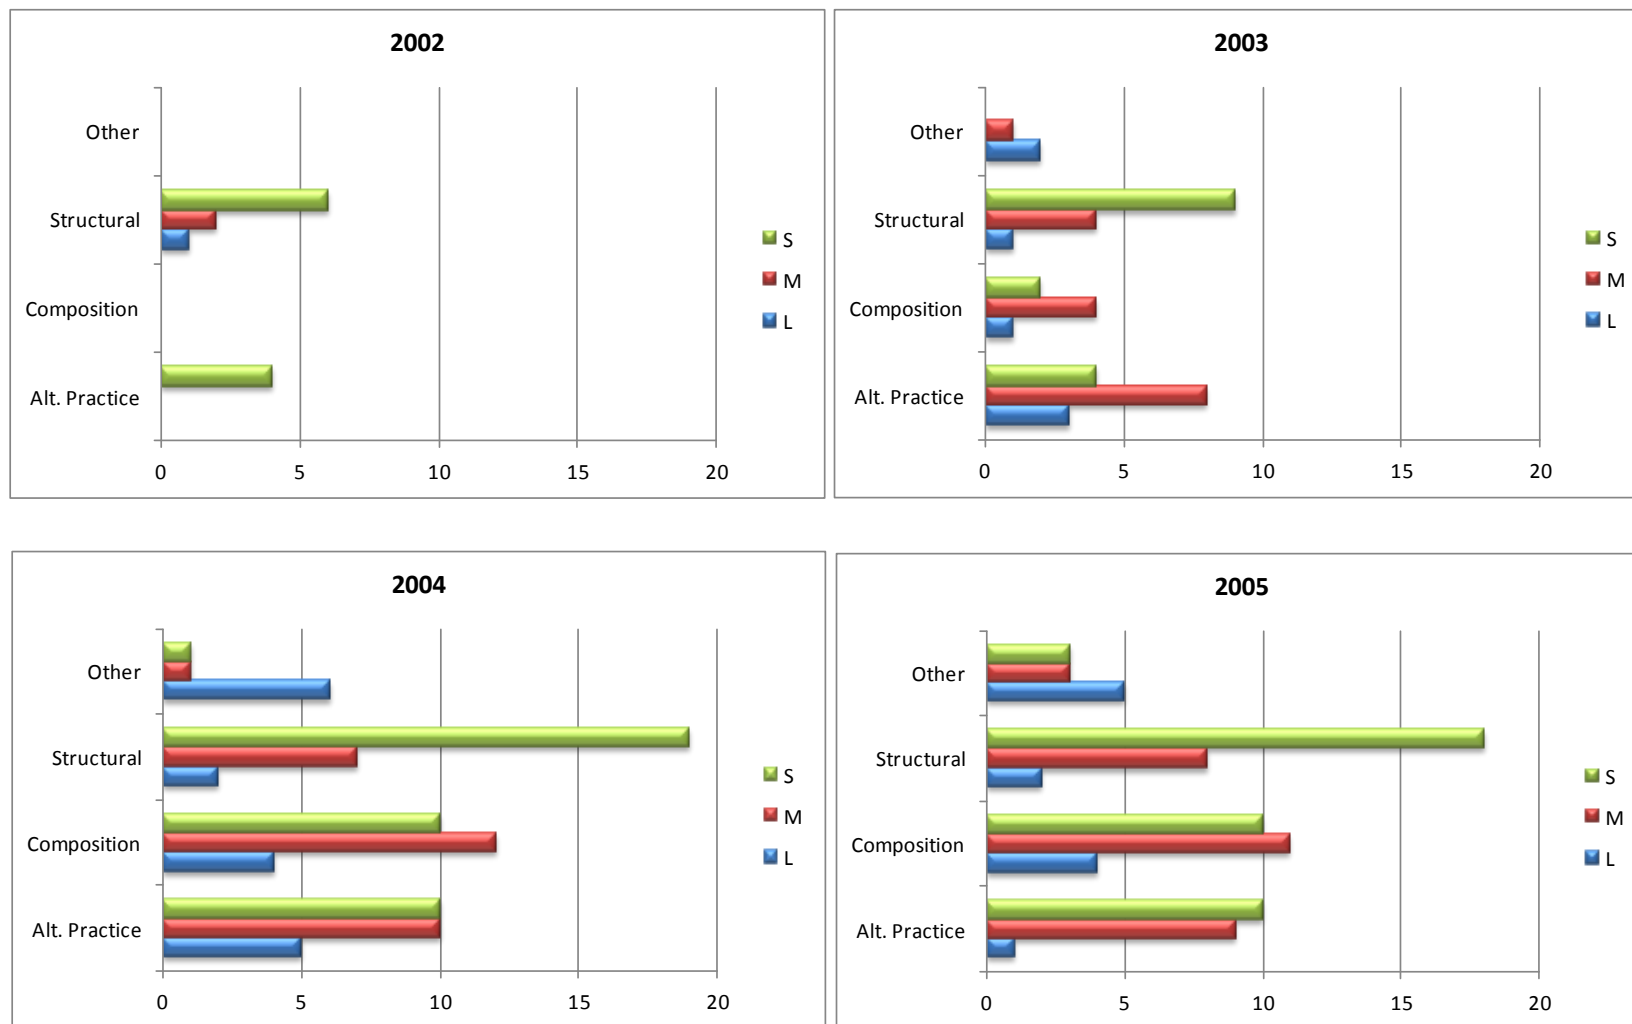 2002
Other
Structural
Composition
Alt. Practice
0 5 10 15 20
S
M
L
2003
Other
Structural
Composition
Alt. Practice
0 5 10 15 20
S
M
L
2004
Other
Structural
Composition
Alt. Practice
0 5 10 15 20
S
M
L
2005
Other
Structural
Composition
Alt. Practice
0 5 10 15 20
S
M
L